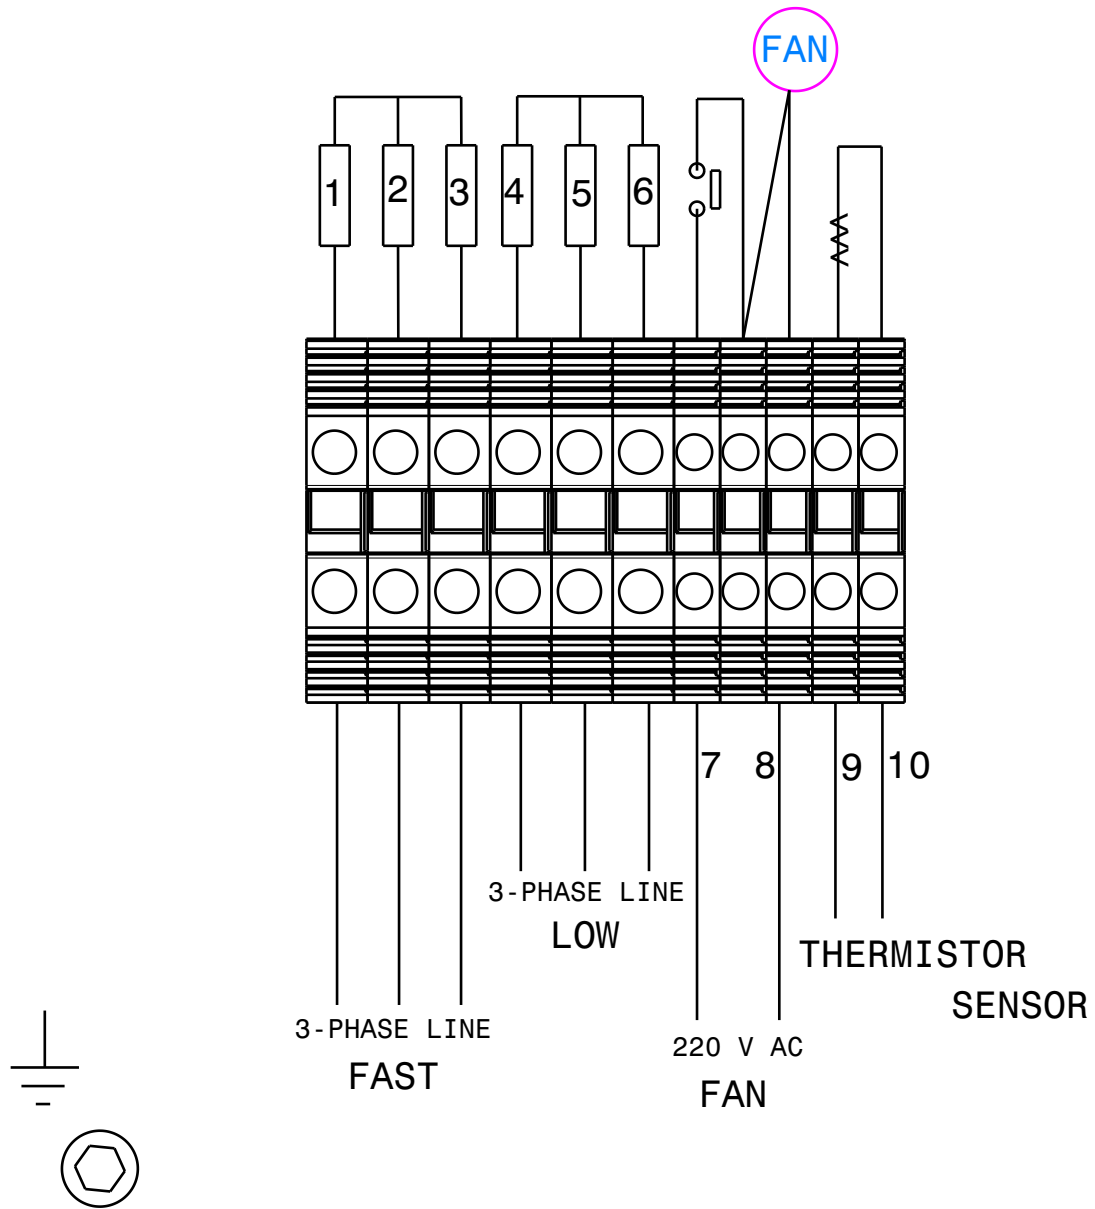 FAN
1 2 3 4 5 6
7 8 9 10
3-PHASE LINE
LOW
THERMISTOR
SENSOR
3-PHASE LINE
FAST
220 V AC
FAN